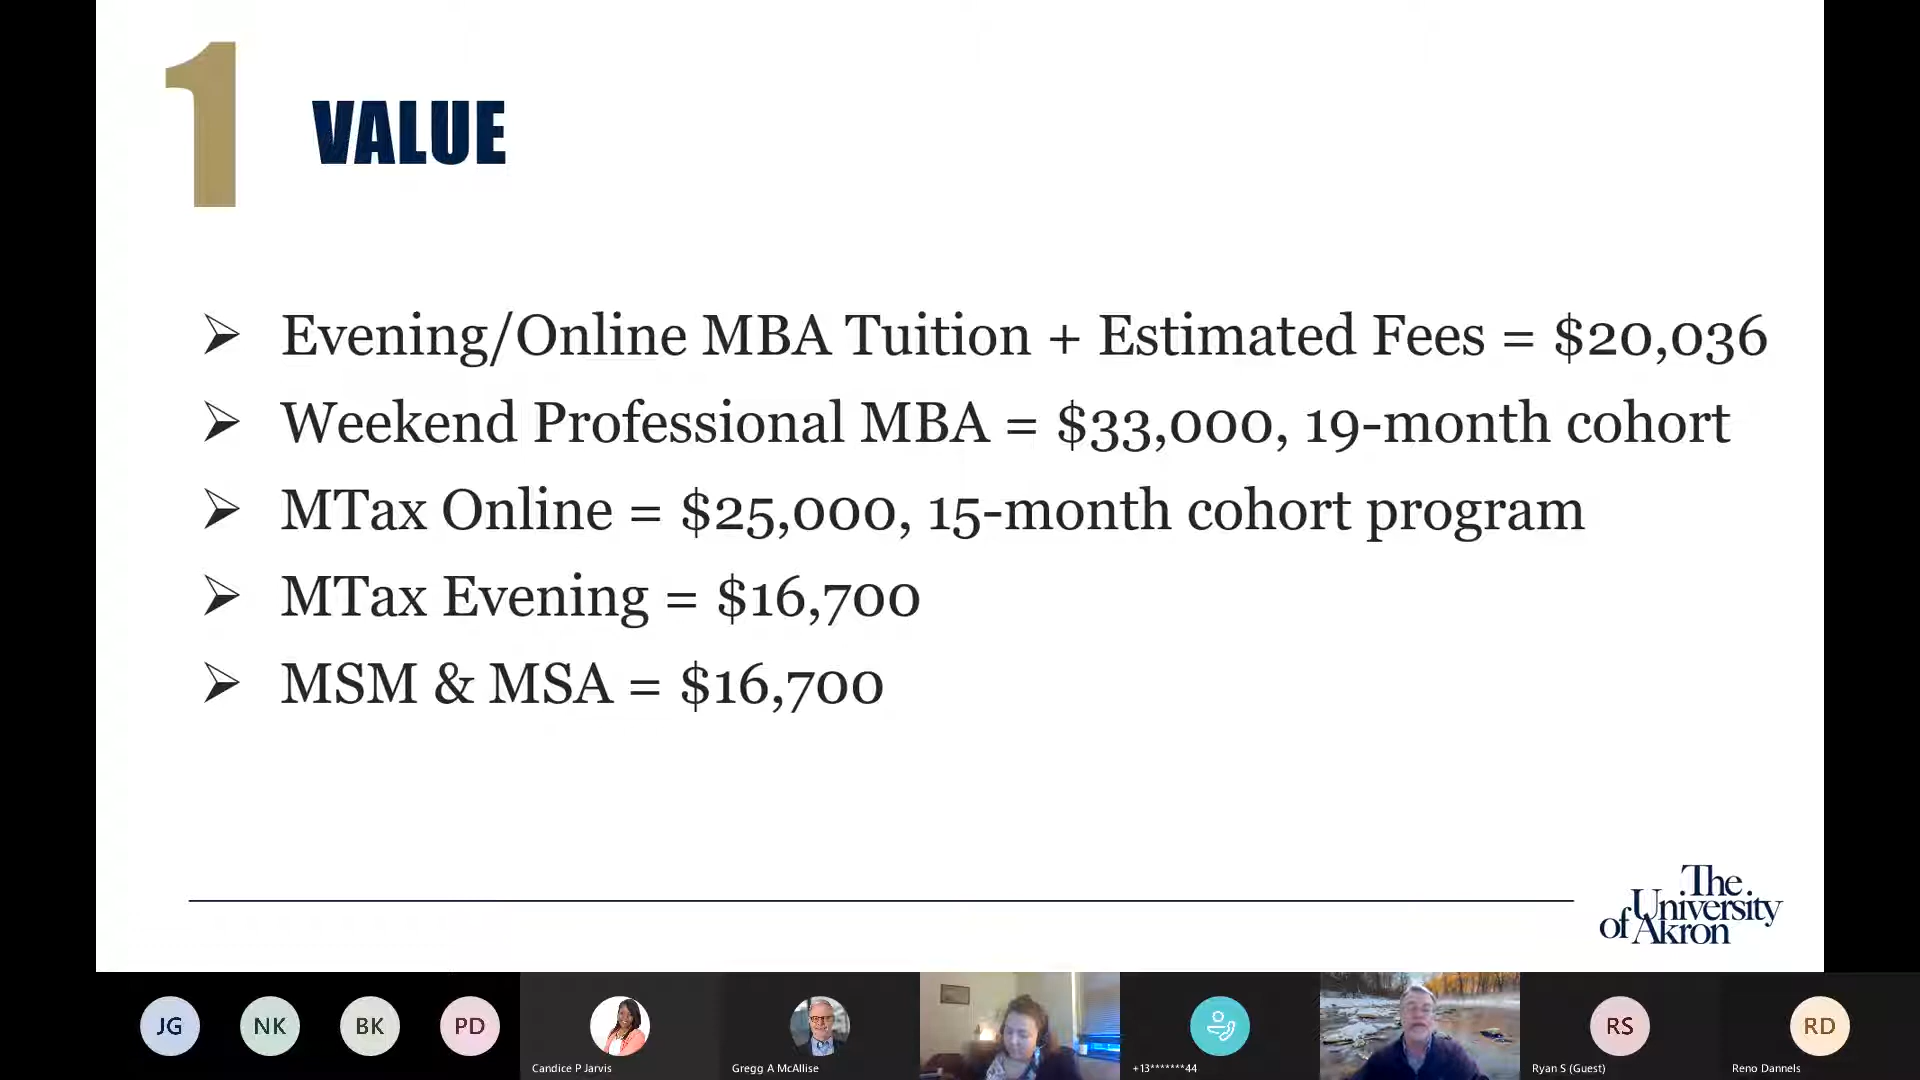 1
VALUE
➢ Evening/Online MBA Tuition + Estimated Fees = $20,036
➢ Weekend Professional MBA = $33,000, 19-month cohort
➢ MTax Online = $25,000, 15-month cohort program
➢ MTax Evening = $16,700
➢ MSM & MSA = $16,700
The
University
of Akron
JG
NK
BK
PD
Candice P Jarvis
Gregg A McAllise
+13*******44
RS
Ryan S (Guest)
RD
Reno Dannels